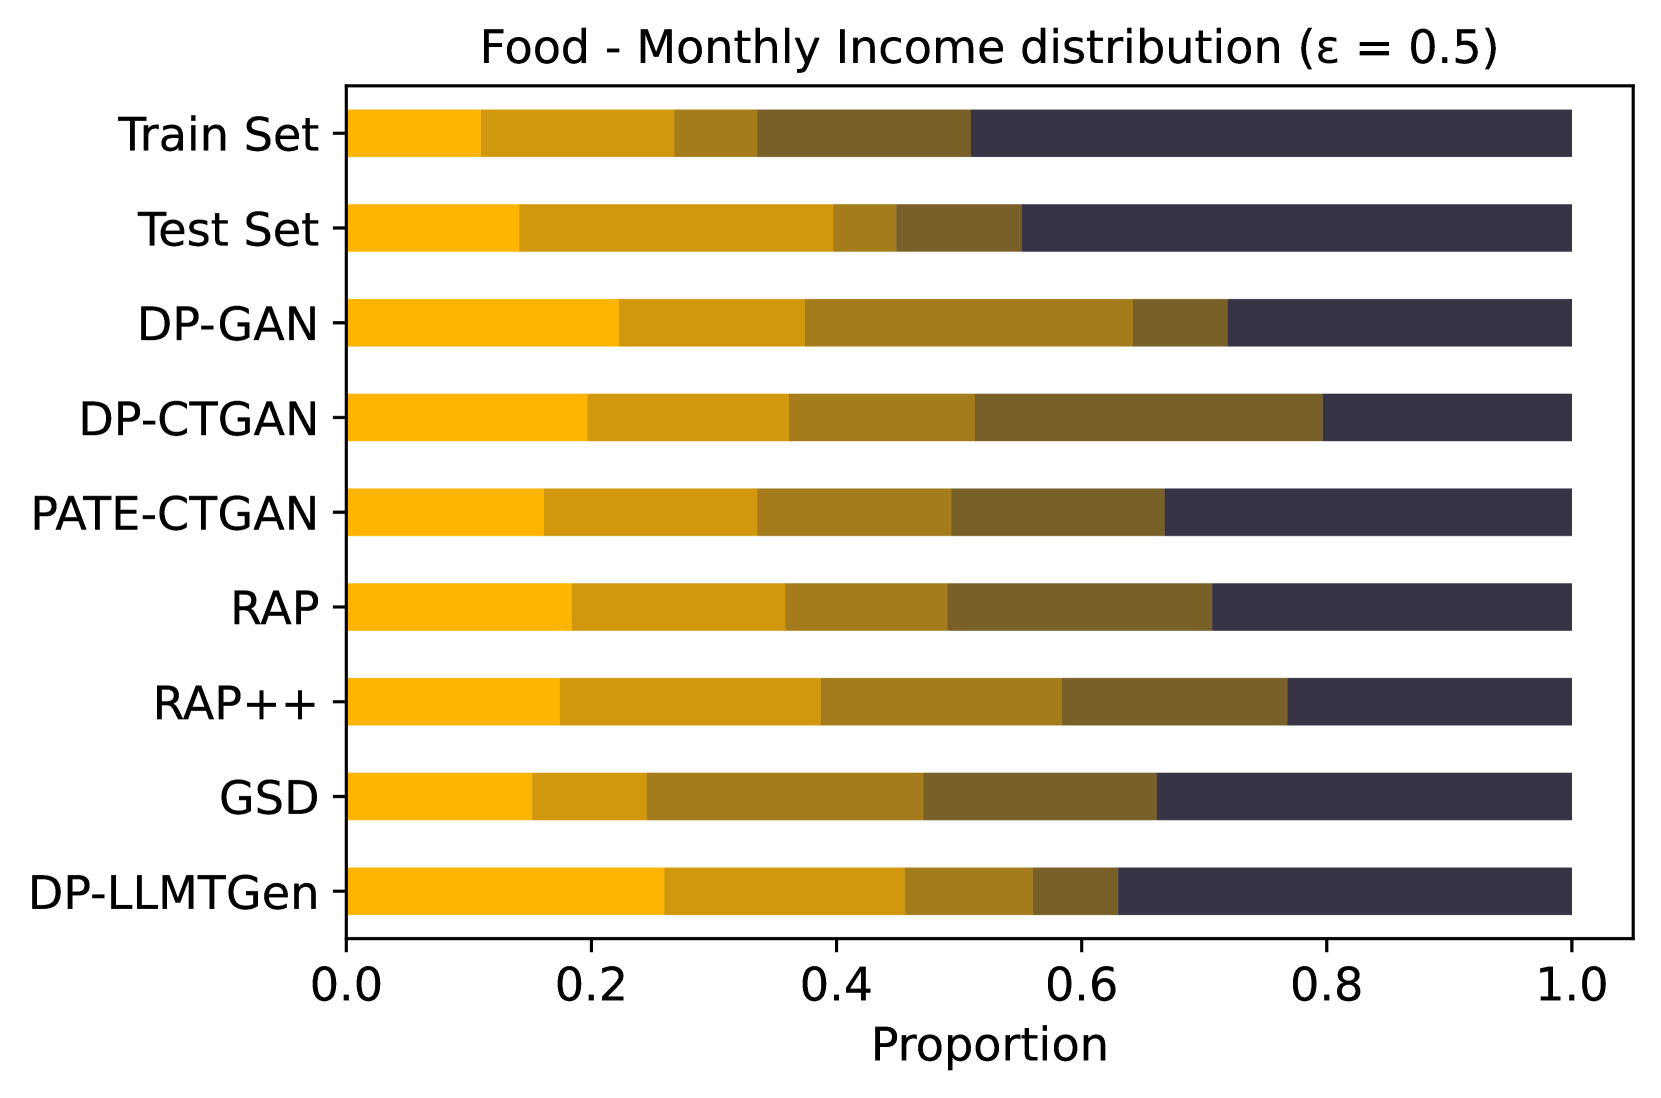 Food - Monthly Income distribution (ε = 0.5)
Train Set
Test Set
DP-GAN
DP-CTGAN
PATE-CTGAN
RAP
RAP++
GSD
DP-LLMTGen
0.0 0.2 0.4 0.6 0.8 1.0
Proportion